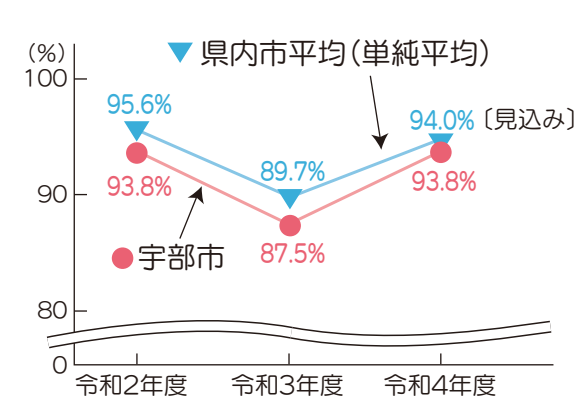 (%)
県内市平均(単純平均)
100
95.6%
94.0%〔見込み〕
89.7%
90
93.8%
93.8%
宇部市
87.5%
80
0
令和2年度 令和3年度 令和4年度